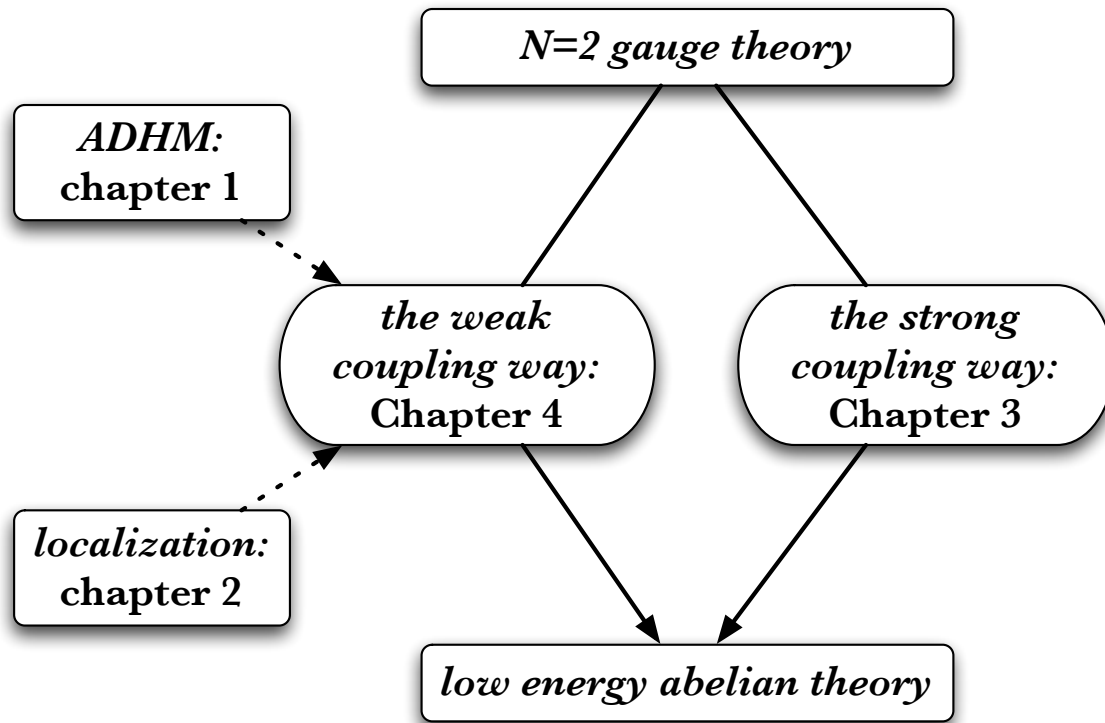 N=2 gauge theory
ADHM:
chapter 1
the weak
coupling way:
Chapter 4
the strong
coupling way:
Chapter 3
localization:
chapter 2
low energy abelian theory